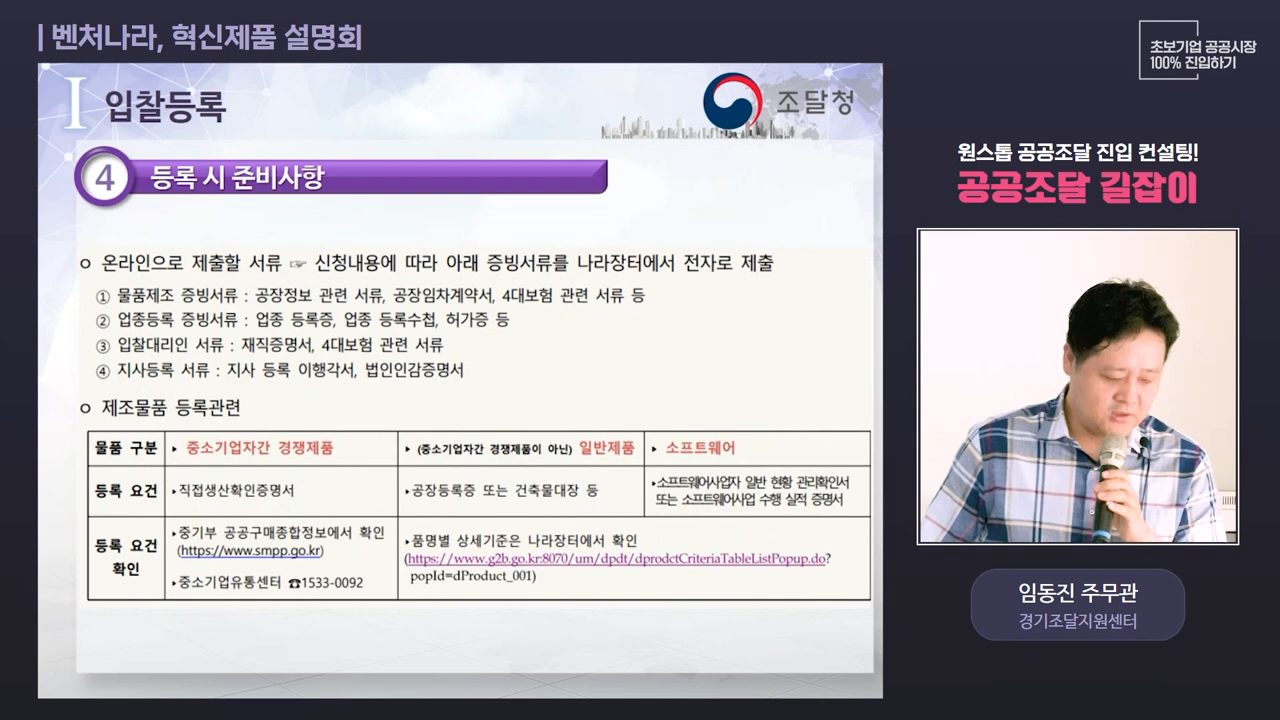 | 벤처나라, 혁신제품 설명회
초보기업 공공시장
100% 진입하기
I 입찰등록
조달청
4 등록 시 준비사항
원스톱 공공조달 진입 컨설팅!
공공조달 길잡이
ㅇ 온라인으로 제출할 서류 ☞ 신청내용에 따라 아래 증빙서류를 나라장터에서 전자로 제출
① 물품제조 증빙서류 : 공장정보 관련 서류, 공장임차계약서, 4대보험 관련 서류 등
② 업종등록 증빙서류 : 업종 등록증, 업종 등록수첩, 허가증 등
③ 입찰대리인 서류 : 재직증명서, 4대보험 관련 서류
④ 지사등록 서류 : 지사 등록 이행각서, 법인인감증명서
ㅇ 제조물품 등록관련
물품 구분 ▸ 중소기업자간 경쟁제품 ▸ (중소기업자간 경쟁제품이 아닌) 일반제품 ▸ 소프트웨어
등록 요건 ▸직접생산확인증명서 ▸공장등록증 또는 건축물대장 등 ▸소프트웨어사업자 일반 현황 관리확인서
또는 소프트웨어사업 수행 실적 증명서
등록 요건
확인
▸중기부 공공구매종합정보에서 확인
(https://www.smpp.go.kr)
▸중소기업유통센터 ☎1533-0092
▸품명별 상세기준은 나라장터에서 확인
(https://www.g2b.go.kr:8070/um/dpdt/dprodctCriteriaTableListPopup.do?
popId=dProduct_001)
임동진 주무관
경기조달지원센터